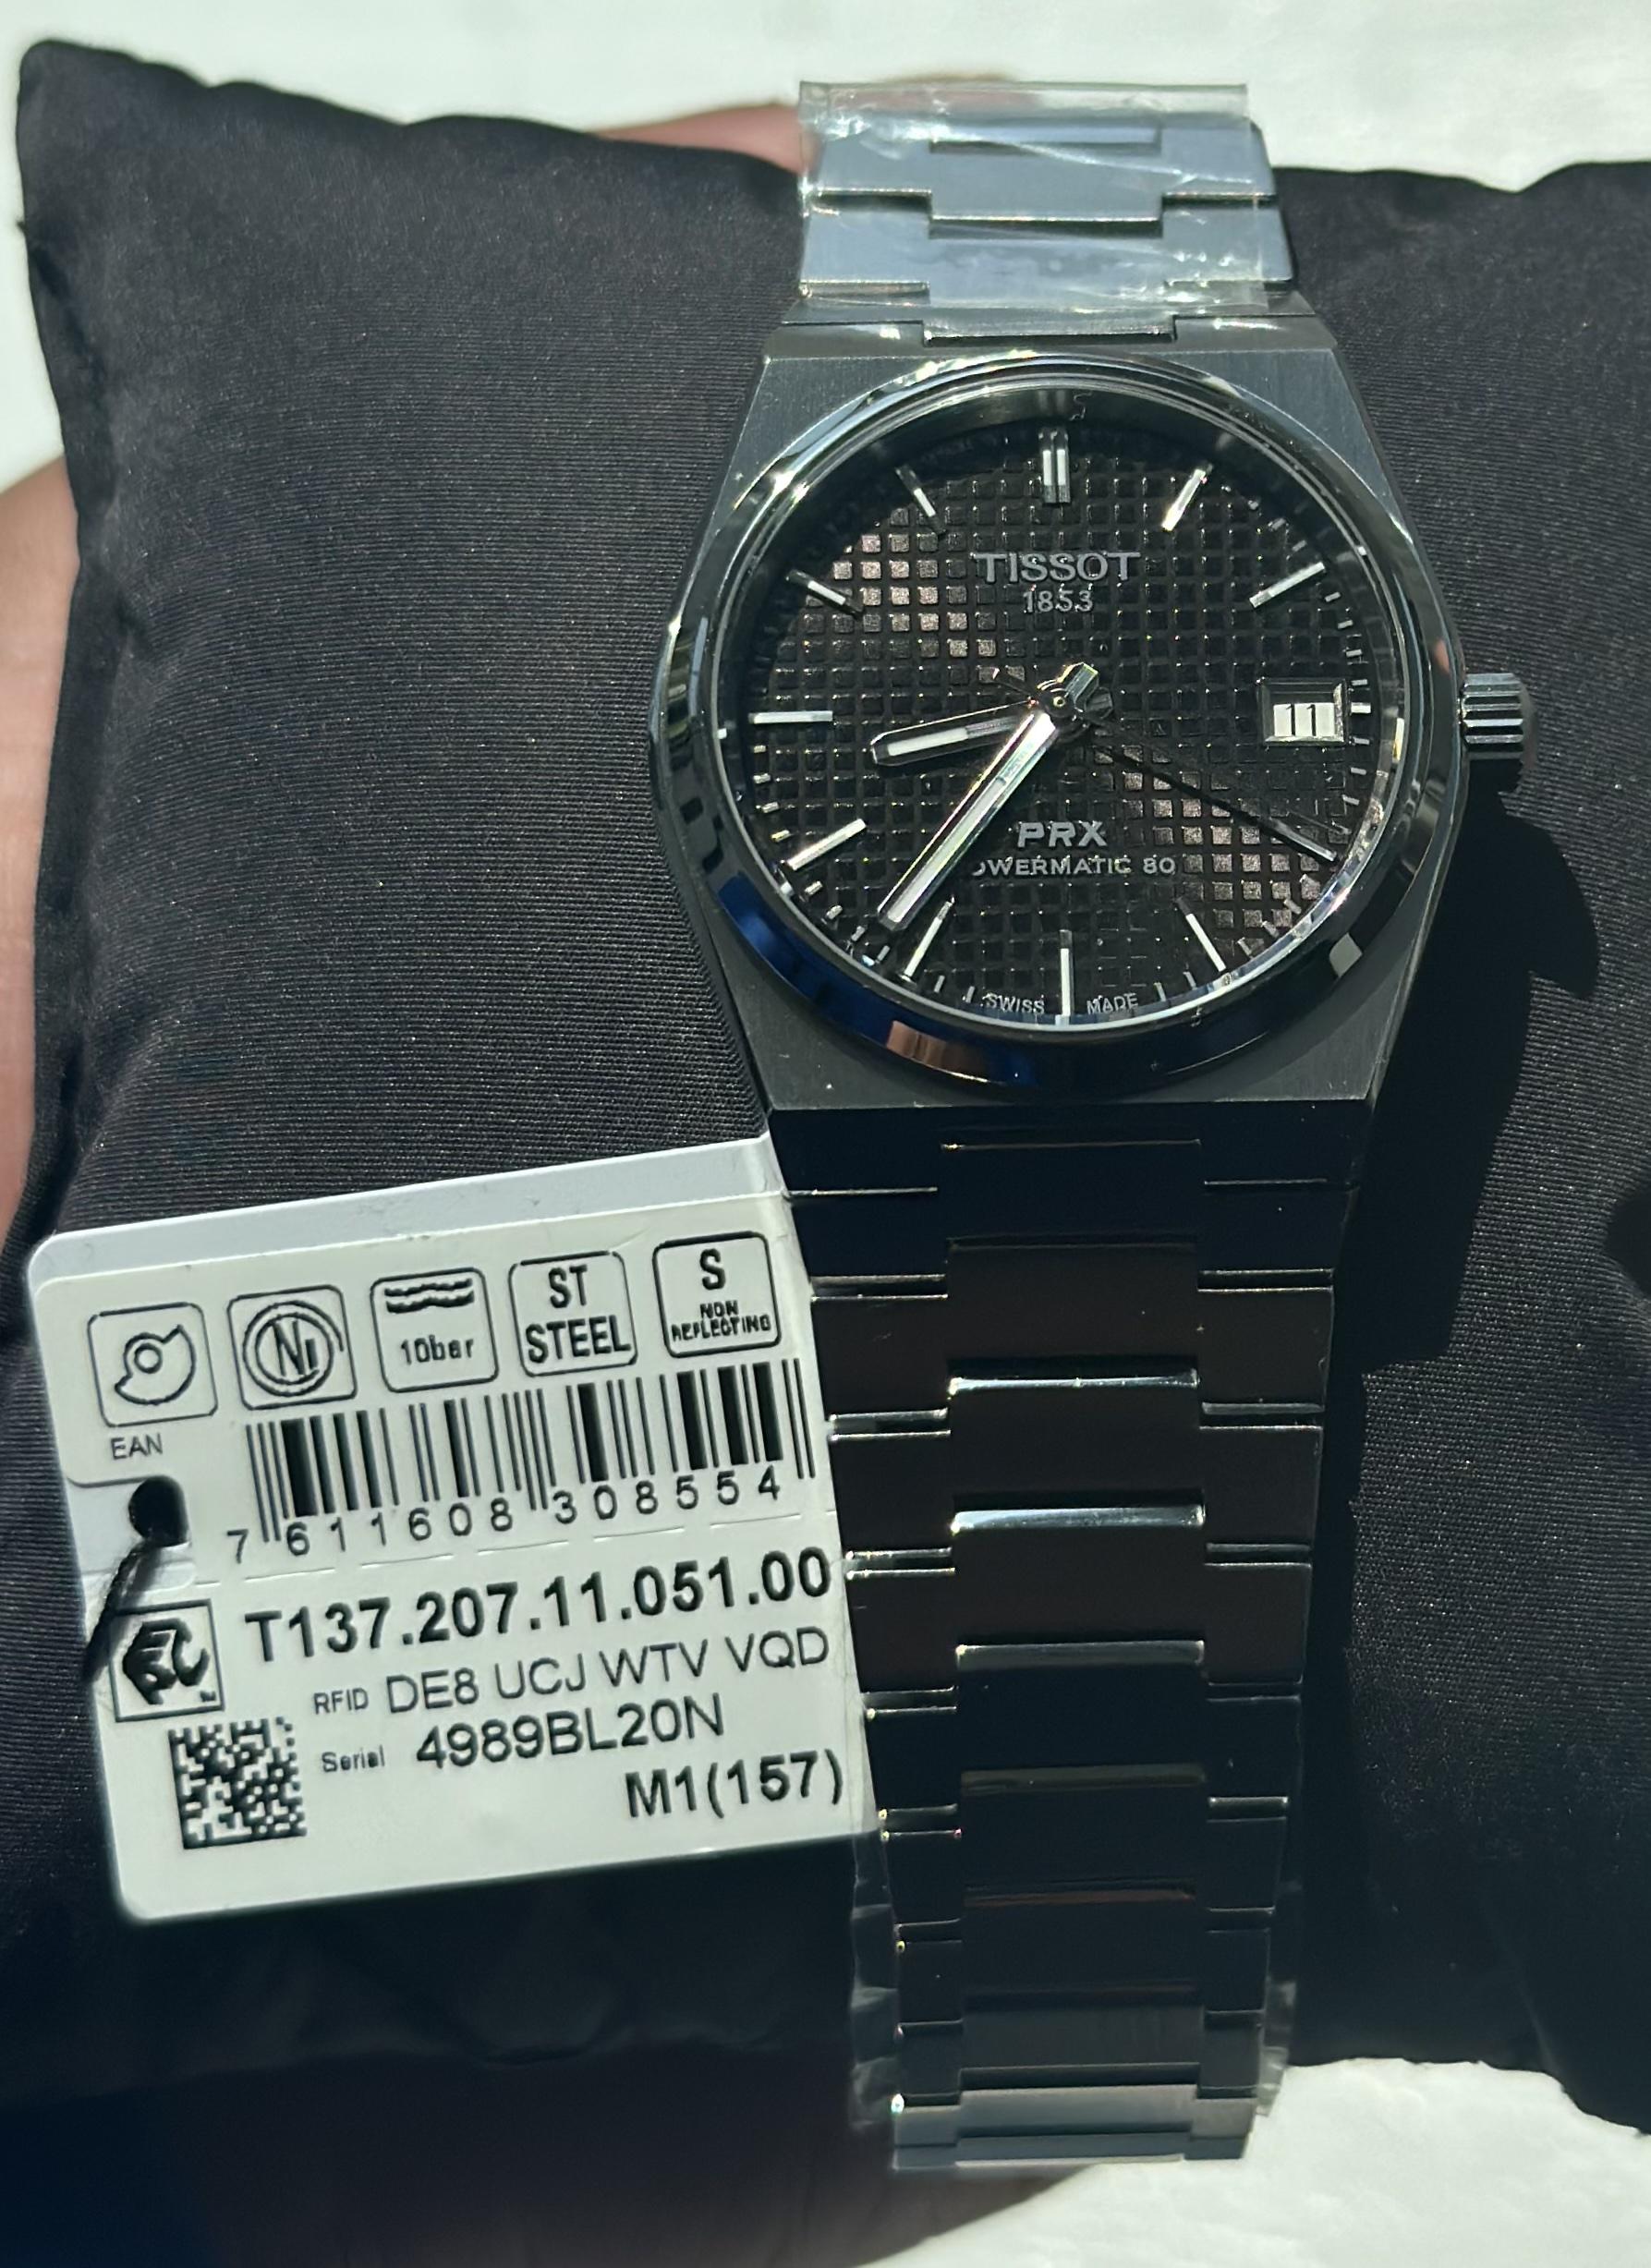 TISSOT
1853
11
PRX
OWERMATIC 80
SWISS MADE
NI
10bar
ST
STEEL
S
NON
REFLECTING
EAN
7 611608 308554
T137.207.11.051.00
RFID DE8 UCJ WTV VQD
Serial 4989BL20N
M1(157)